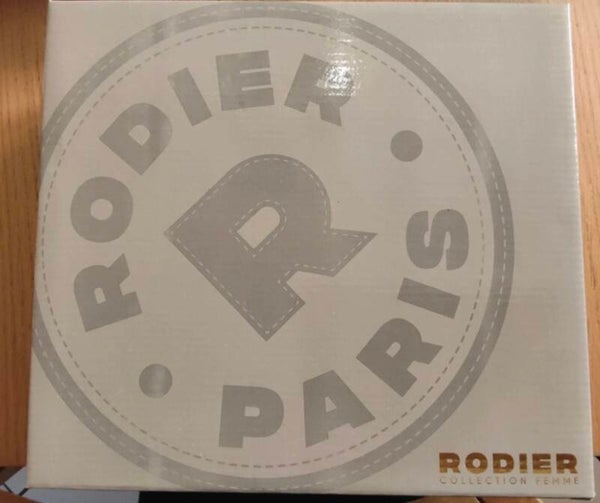 RODIER
R
PARIS
RODIER
COLLECTION FEMME